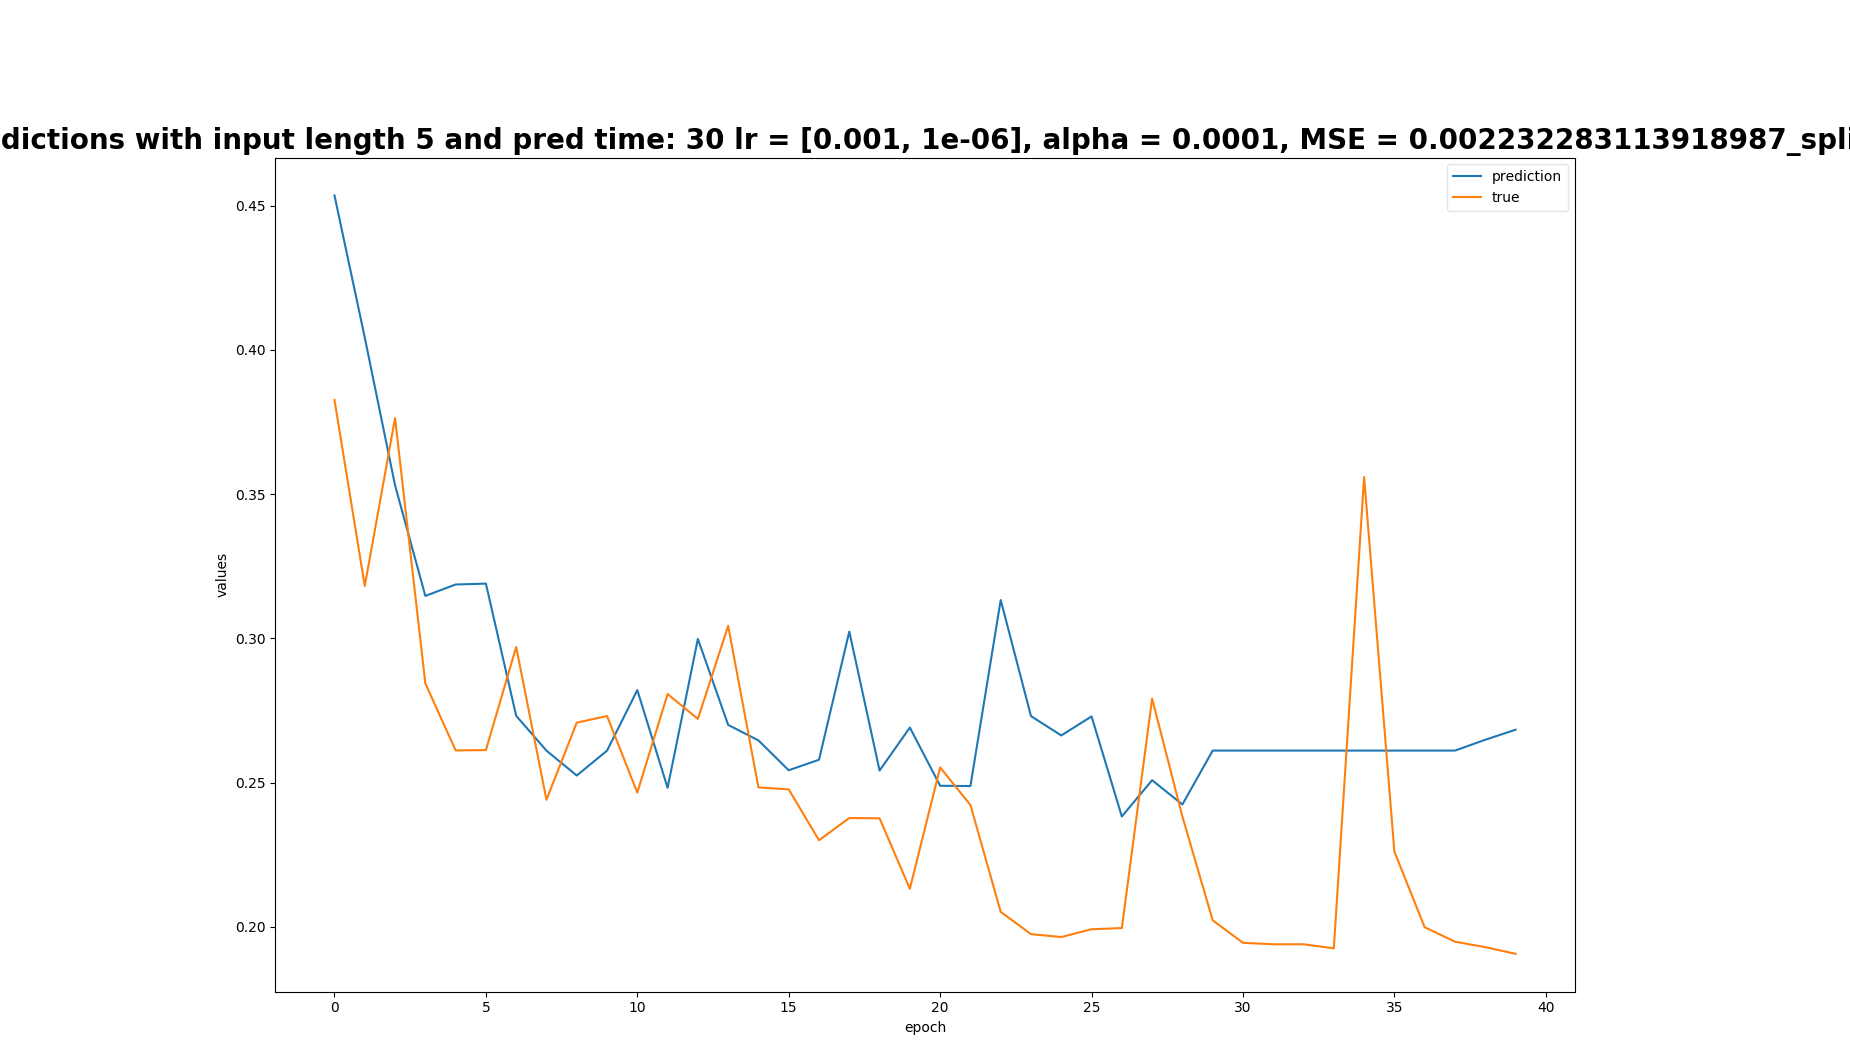 dictions with input length 5 and pred time: 30 lr = [0.001, 1e-06], alpha = 0.0001, MSE = 0.002232283113918987_spli
prediction
true
0.45
0.40
0.35
0.30
0.25
0.20
values
0 5 10 15 20 25 30 35 40
epoch